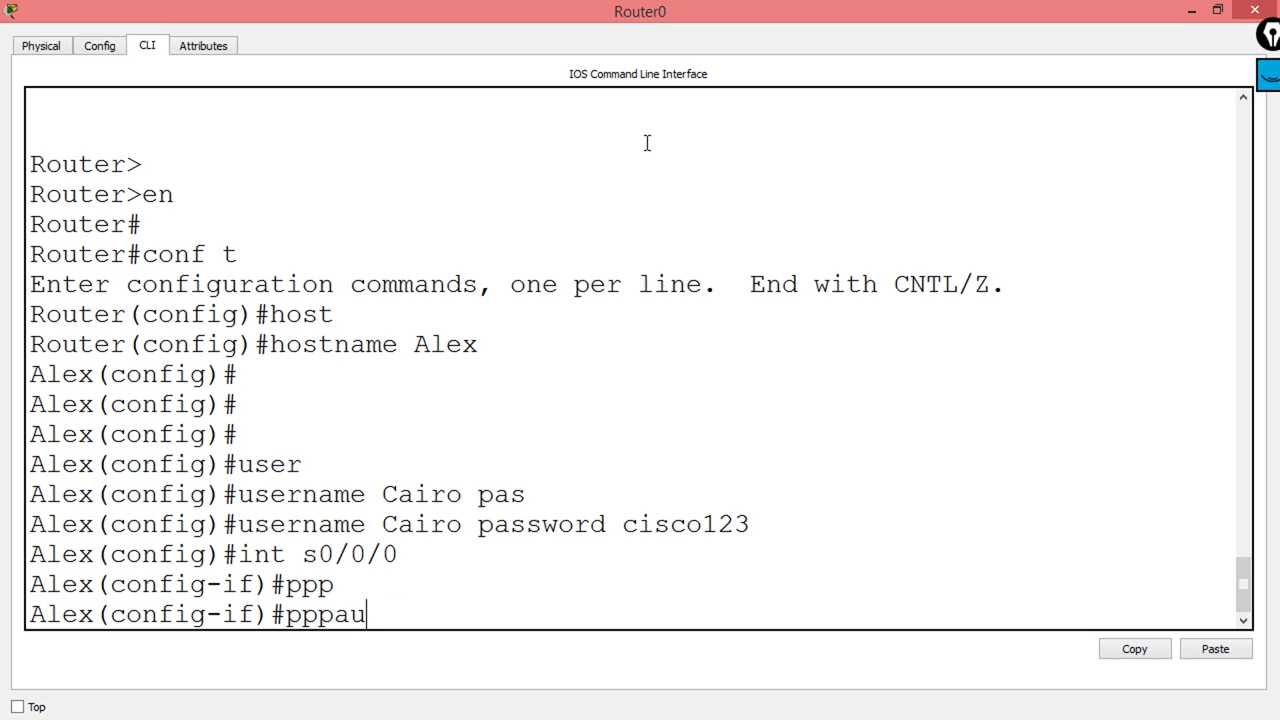 Router0
Physical Config CLI Attributes
IOS Command Line Interface
Router>
Router>en
Router#
Router#conf t
Enter configuration commands, one per line.  End with CNTL/Z.
Router(config)#host
Router(config)#hostname Alex
Alex(config)#
Alex(config)#
Alex(config)#
Alex(config)#user
Alex(config)#username Cairo pas
Alex(config)#username Cairo password cisco123
Alex(config)#int s0/0/0
Alex(config-if)#ppp
Alex(config-if)#pppau
Copy Paste
Top